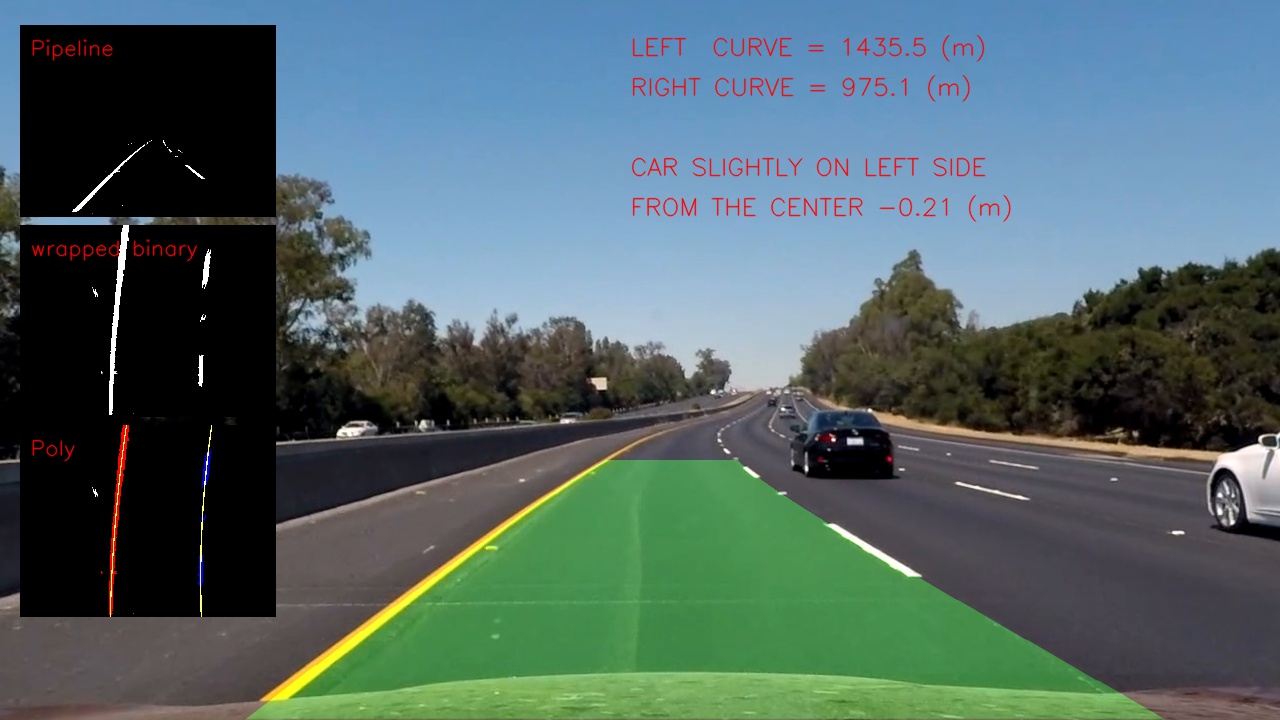 Pipeline
LEFT  CURVE = 1435.5 (m)
RIGHT CURVE = 975.1 (m)
CAR SLIGHTLY ON LEFT SIDE
FROM THE CENTER -0.21 (m)
wrapped binary
Poly